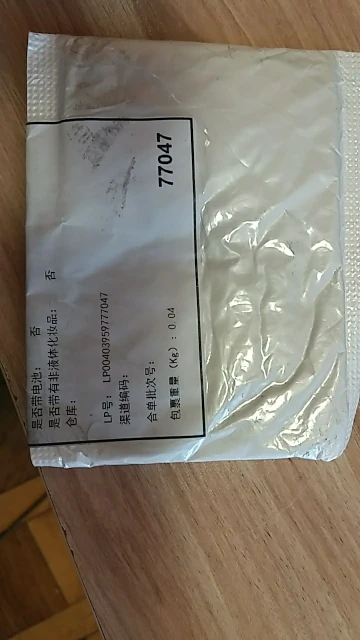 是否带电池： 否
是否带有非液体化妆品： 否
仓库：
77047
LP号： LP00403959777047
渠道编码：
合单批次号：
包裹重量（Kg）：0.04